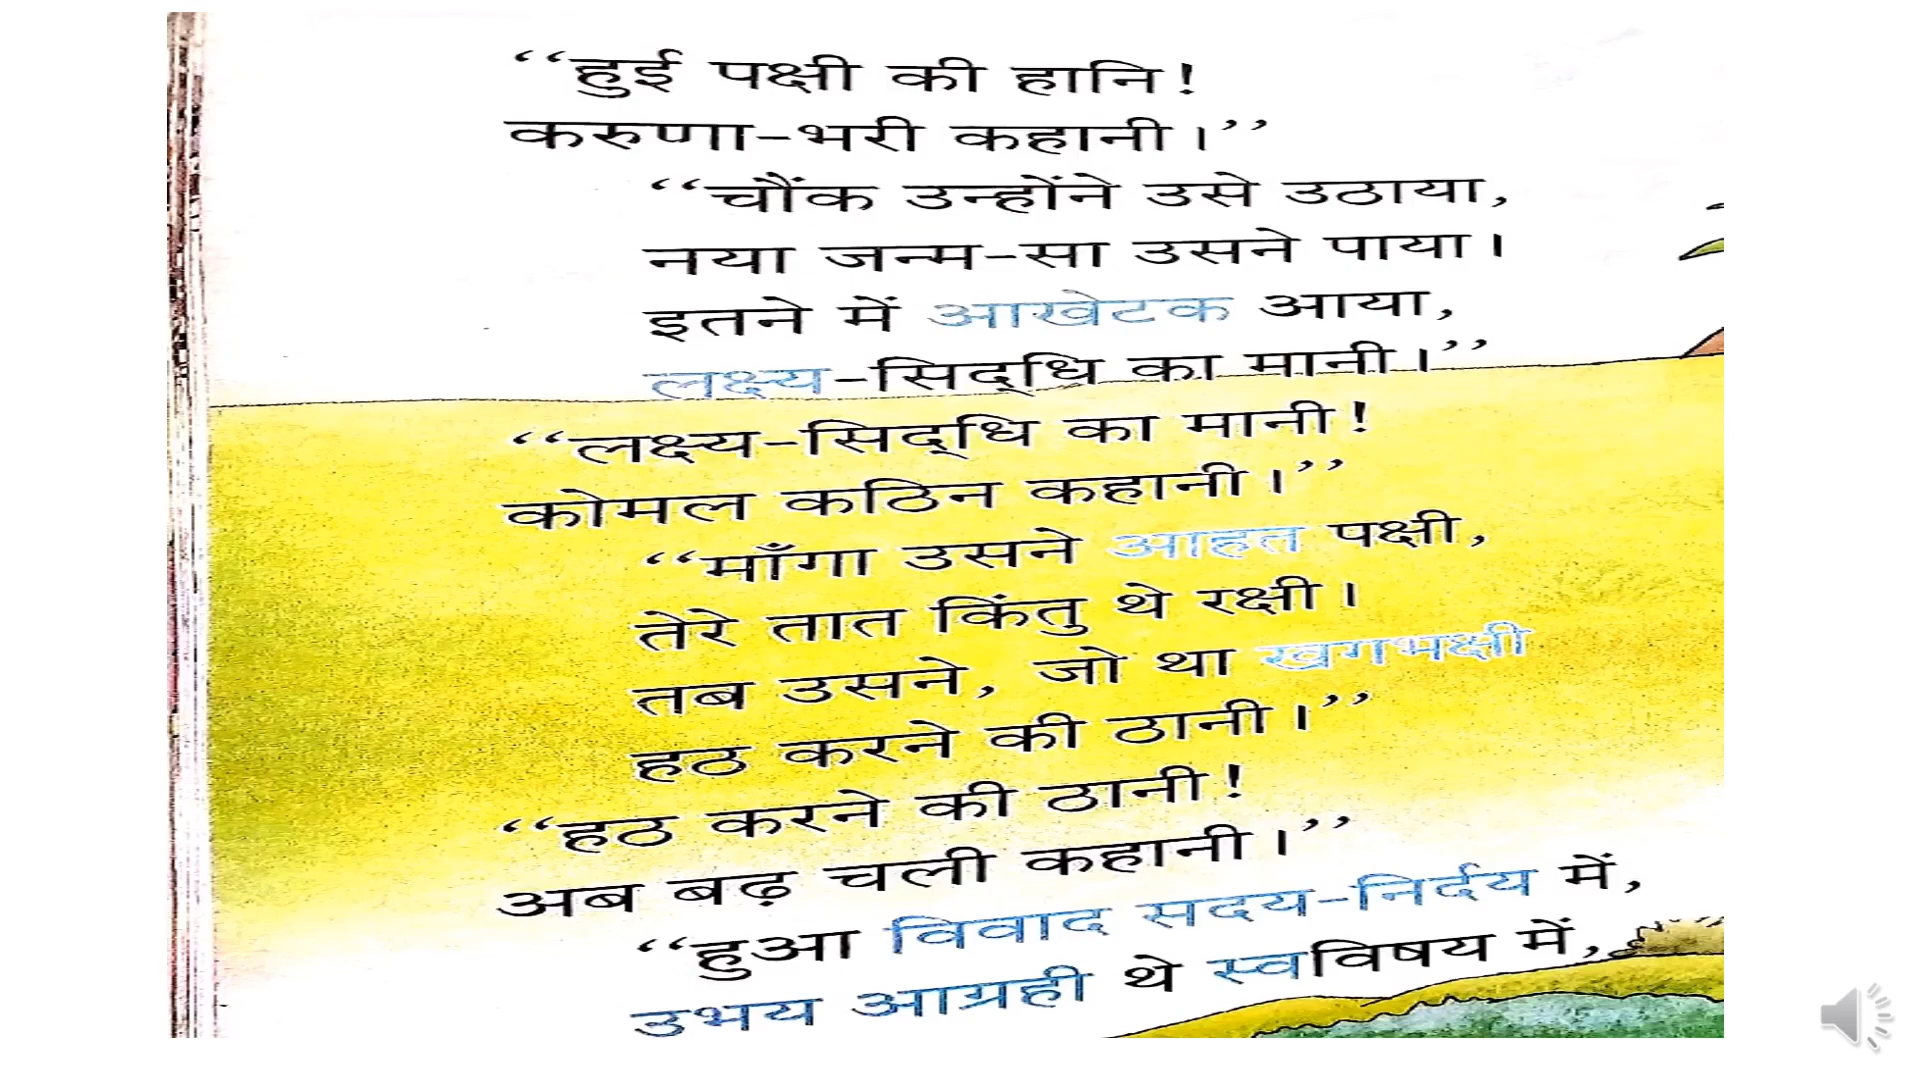 ‘‘हुई पक्षी की हानि!
करुणा-भरी कहानी।’’
‘‘चौंक उन्होंने उसे उठाया,
नया जन्म-सा उसने पाया।
इतने में आखेटक आया,
लक्ष्य-सिद्‌धि का मानी।’’
‘‘लक्ष्य-सिद्‌धि का मानी!
कोमल कठिन कहानी।’’
‘‘माँगा उसने आहत पक्षी,
तेरे तात किंतु थे रक्षी।
तब उसने, जो था खगभक्षी
हठ करने की ठानी।’’
‘‘हठ करने की ठानी!
अब बढ़ चली कहानी।’’
‘‘हुआ विवाद सदय-निर्दय में,
उभय आग्रही थे स्वविषय में,